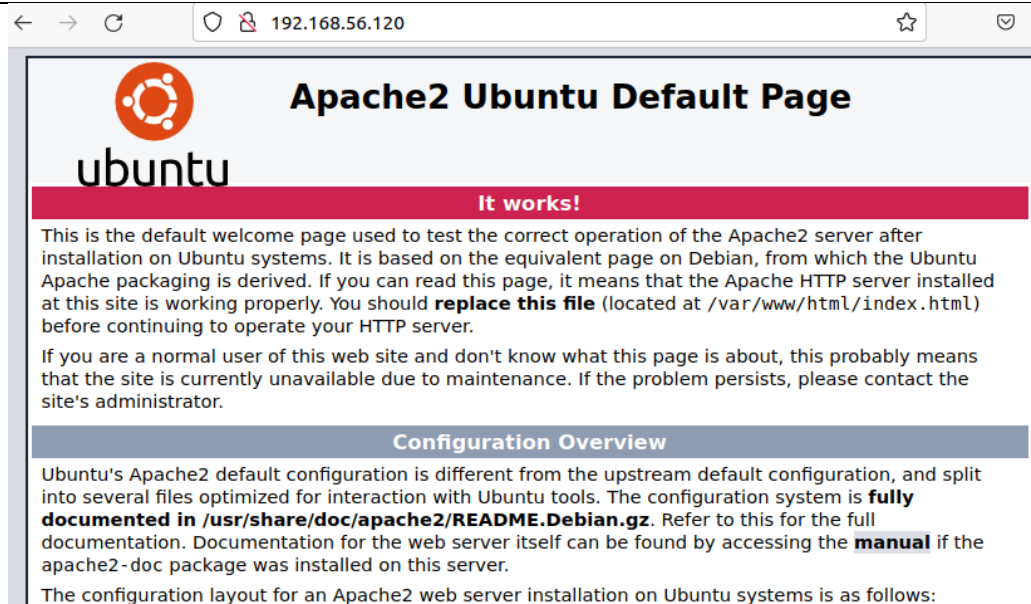 192.168.56.120
Apache2 Ubuntu Default Page
ubuntu
It works!
This is the default welcome page used to test the correct operation of the Apache2 server after
installation on Ubuntu systems. It is based on the equivalent page on Debian, from which the Ubuntu
Apache packaging is derived. If you can read this page, it means that the Apache HTTP server installed
at this site is working properly. You should replace this file (located at /var/www/html/index.html)
before continuing to operate your HTTP server.
If you are a normal user of this web site and don't know what this page is about, this probably means
that the site is currently unavailable due to maintenance. If the problem persists, please contact the
site's administrator.
Configuration Overview
Ubuntu's Apache2 default configuration is different from the upstream default configuration, and split
into several files optimized for interaction with Ubuntu tools. The configuration system is fully
documented in /usr/share/doc/apache2/README.Debian.gz. Refer to this for the full
documentation. Documentation for the web server itself can be found by accessing the manual if the
apache2-doc package was installed on this server.
The configuration layout for an Apache2 web server installation on Ubuntu systems is as follows: